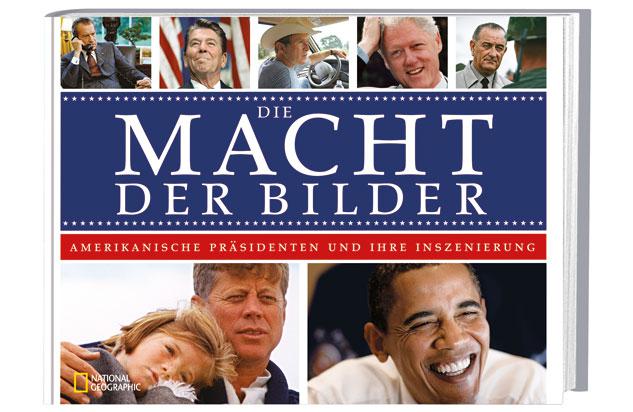 DIE
MACHT
DER BILDER
AMERIKANISCHE PRÄSIDENTEN UND IHRE INSZENIERUNG
NATIONAL
GEOGRAPHIC